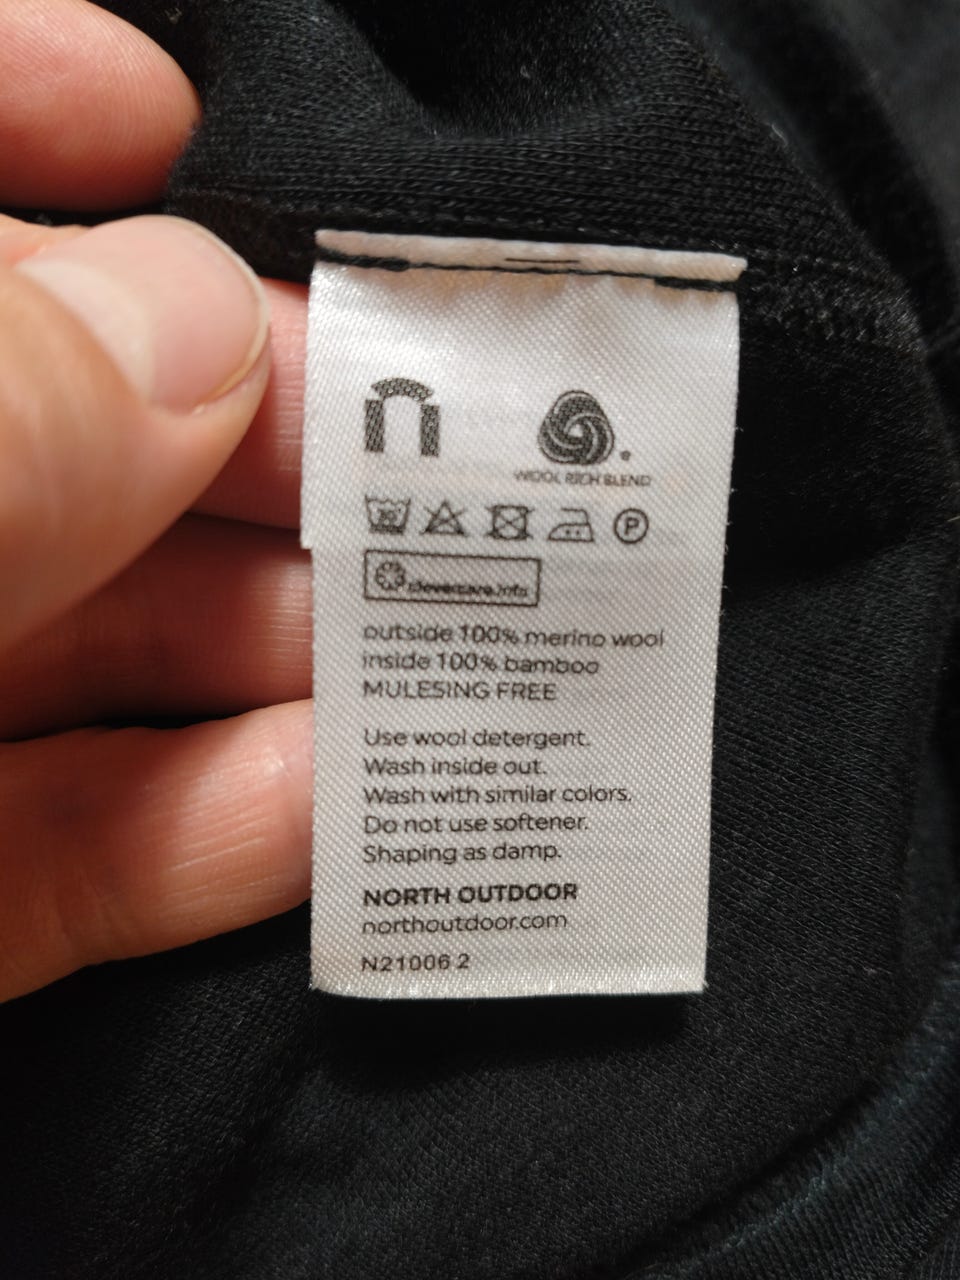 WOOL RICH BLEND
30
P
clevercare.info
outside 100% merino wool
inside 100% bamboo
MULESING FREE
Use wool detergent.
Wash inside out.
Wash with similar colors.
Do not use softener.
Shaping as damp.
NORTH OUTDOOR
northoutdoor.com
N21006 2